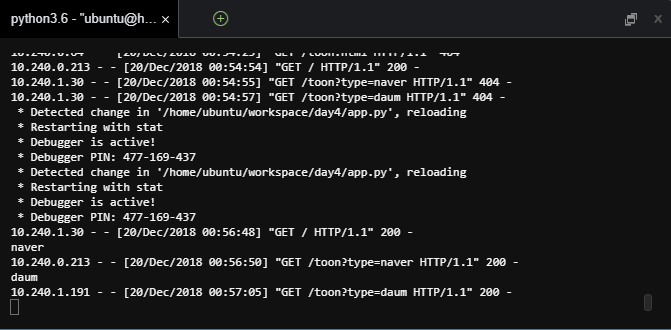 python3.6 - "ubuntu@h...
10.240.0.213 - - [20/Dec/2018 00:54:54] "GET / HTTP/1.1" 200 -
10.240.1.30 - - [20/Dec/2018 00:54:55] "GET /toon?type=naver HTTP/1.1" 404 -
10.240.1.30 - - [20/Dec/2018 00:54:57] "GET /toon?type=daum HTTP/1.1" 404 -
* Detected change in '/home/ubuntu/workspace/day4/app.py', reloading
* Restarting with stat
* Debugger is active!
* Debugger PIN: 477-169-437
* Detected change in '/home/ubuntu/workspace/day4/app.py', reloading
* Restarting with stat
* Debugger is active!
* Debugger PIN: 477-169-437
10.240.1.30 - - [20/Dec/2018 00:56:48] "GET / HTTP/1.1" 200 -
naver
10.240.0.213 - - [20/Dec/2018 00:56:50] "GET /toon?type=naver HTTP/1.1" 200 -
daum
10.240.1.191 - - [20/Dec/2018 00:57:05] "GET /toon?type=daum HTTP/1.1" 200 -